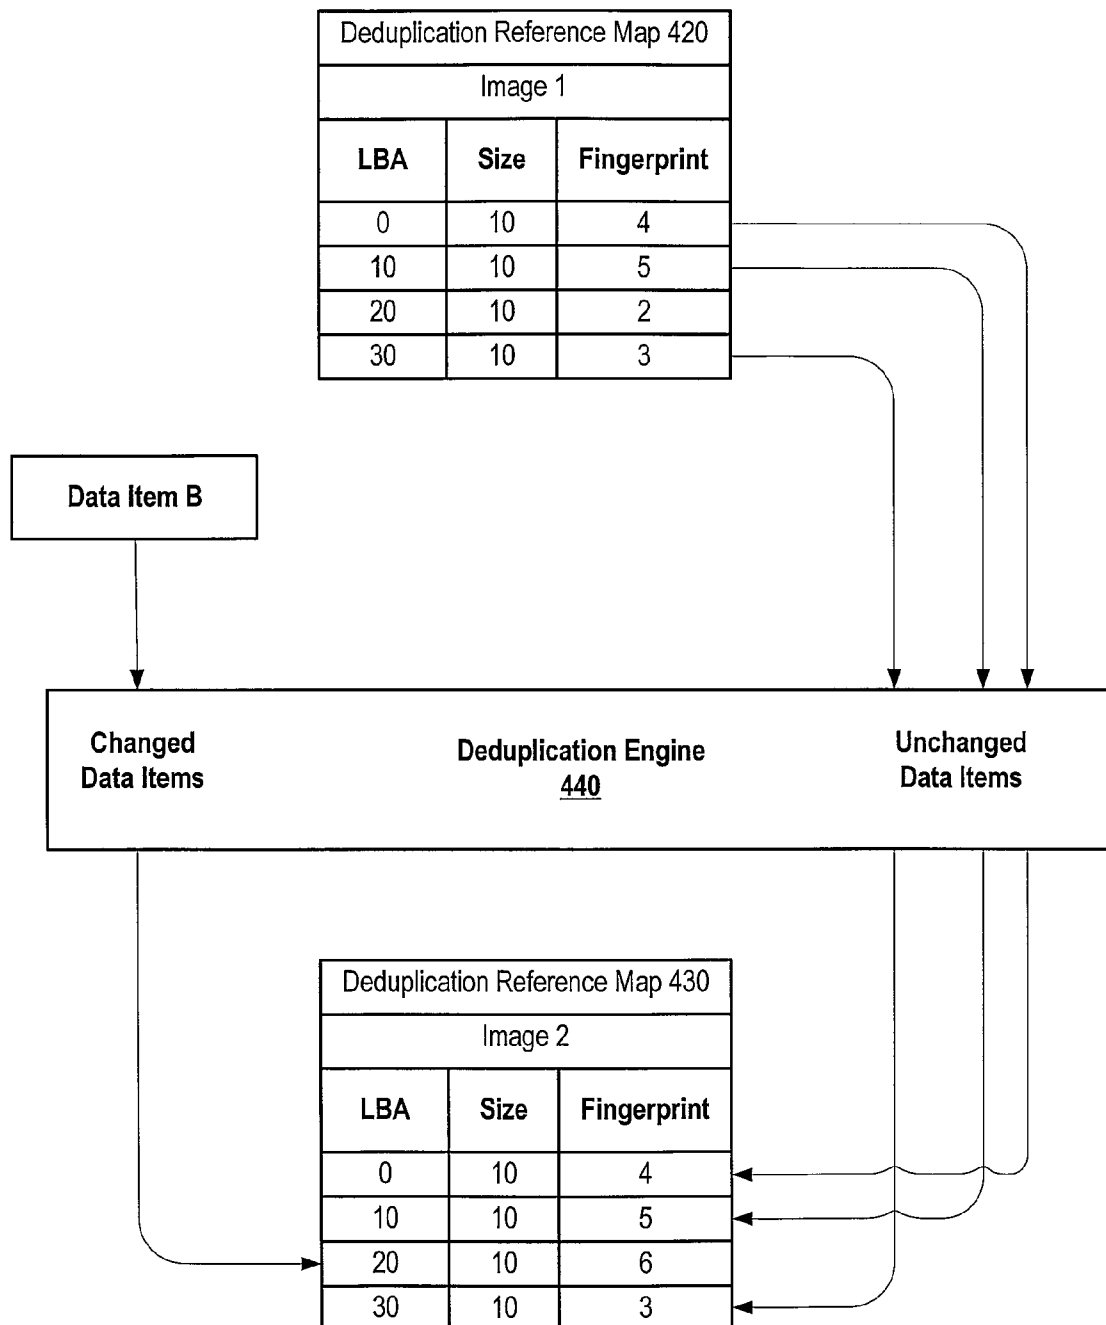 Deduplication Reference Map 420
Image 1
LBA Size Fingerprint
0 10 4
10 10 5
20 10 2
30 10 3
Data Item B
Changed
Data Items
Deduplication Engine
440
Unchanged
Data Items
Deduplication Reference Map 430
Image 2
LBA Size Fingerprint
0 10 4
10 10 5
20 10 6
30 10 3